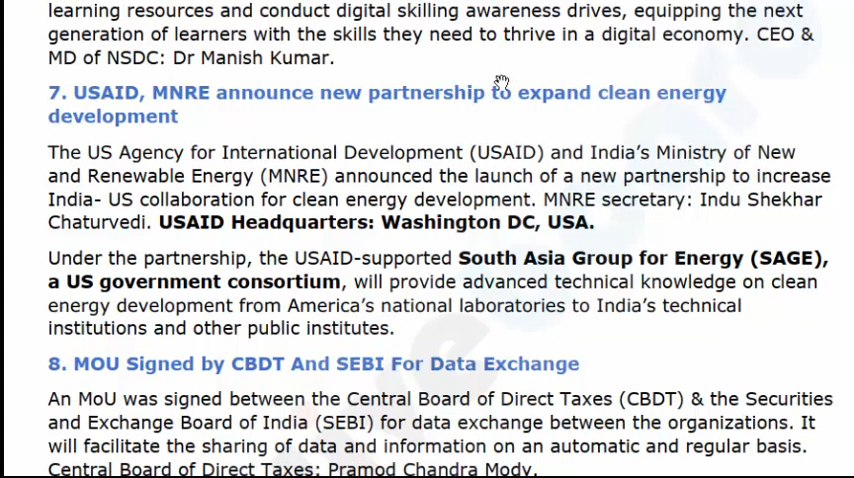 learning resources and conduct digital skilling awareness drives, equipping the next
generation of learners with the skills they need to thrive in a digital economy. CEO &
MD of NSDC: Dr Manish Kumar.
7. USAID, MNRE announce new partnership to expand clean energy
development
The US Agency for International Development (USAID) and India’s Ministry of New
and Renewable Energy (MNRE) announced the launch of a new partnership to increase
India- US collaboration for clean energy development. MNRE secretary: Indu Shekhar
Chaturvedi. USAID Headquarters: Washington DC, USA.
Under the partnership, the USAID-supported South Asia Group for Energy (SAGE),
a US government consortium, will provide advanced technical knowledge on clean
energy development from America’s national laboratories to India’s technical
institutions and other public institutes.
8. MOU Signed by CBDT And SEBI For Data Exchange
An MoU was signed between the Central Board of Direct Taxes (CBDT) & the Securities
and Exchange Board of India (SEBI) for data exchange between the organizations. It
will facilitate the sharing of data and information on an automatic and regular basis.
Central Board of Direct Taxes: Pramod Chandra Mody.